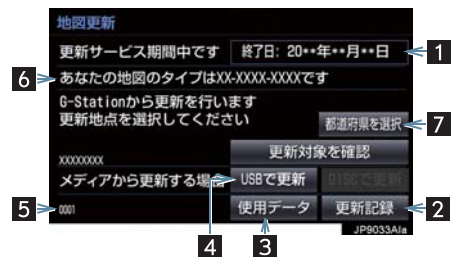 地図更新
更新サービス期間中です 終了日: 20**年**月**日 1
6 あなたの地図のタイプはXX-XXXX-XXXXです
G-Stationから更新を行います
更新地点を選択してください 都道府県を選択 7
更新対象を確認
XXXXXXXX
メディアから更新する場合 USBで更新 DISCで更新
5 0001 使用データ 更新記録 2
4 3
JP9033AIa